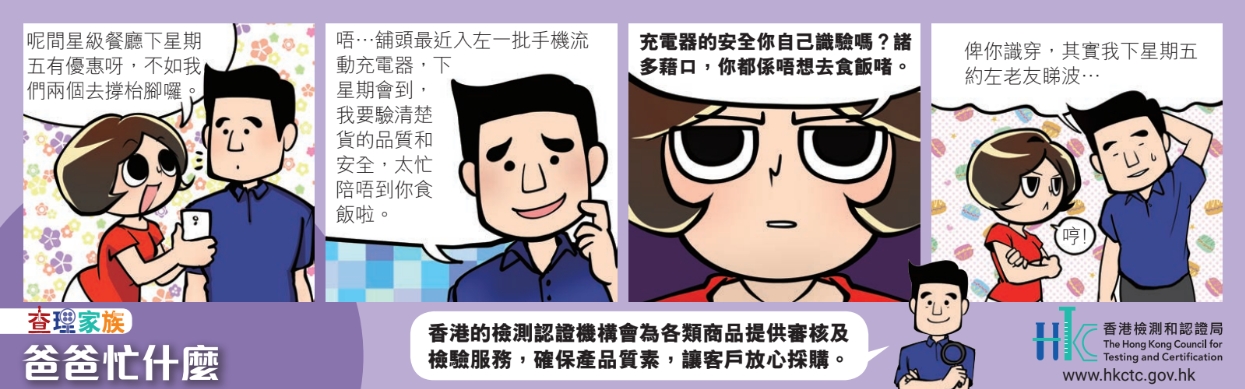 呢間星級餐廳下星期
五有優惠呀，不如我
們兩個去撐枱腳囉。
唔…舖頭最近入左一批手機流
動充電器，下
星期會到，
我要驗清楚
貨的品質和
安全，太忙
陪唔到你食
飯啦。
充電器的安全你自己識驗嗎？諸
多藉口，你都係唔想去食飯啫。
俾你識穿，其實我下星期五
約左老友睇波…
哼!
查理家族
爸爸忙什麼
香港的檢測認證機構會為各類商品提供審核及
檢驗服務，確保產品質素，讓客戶放心採購。
HKTC
香港檢測和認證局
The Hong Kong Council for
Testing and Certification
www.hkctc.gov.hk